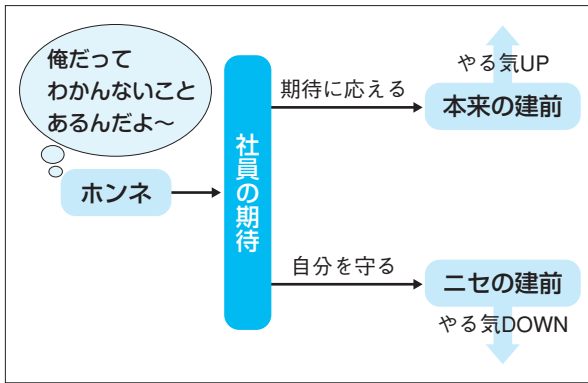 俺だって
わかんないこと
あるんだよ〜
ホンネ
社員の期待
期待に応える
やる気UP
本来の建前
自分を守る
ニセの建前
やる気DOWN